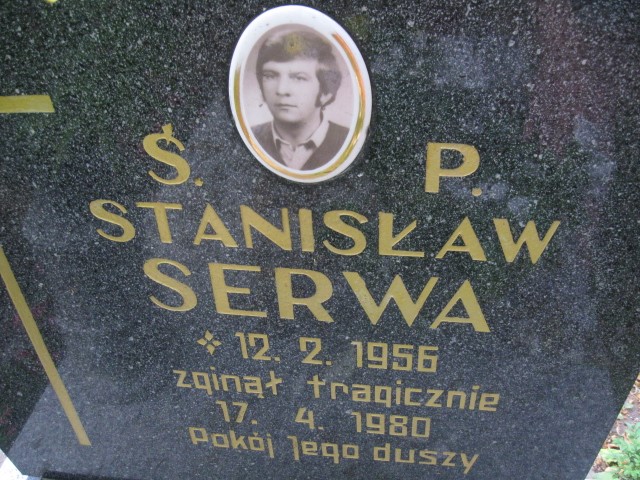 Ś. P.
STANISŁAW
SERWA
12. 2. 1956
zginął tragicznie
17. 4. 1980
Pokój Jego duszy